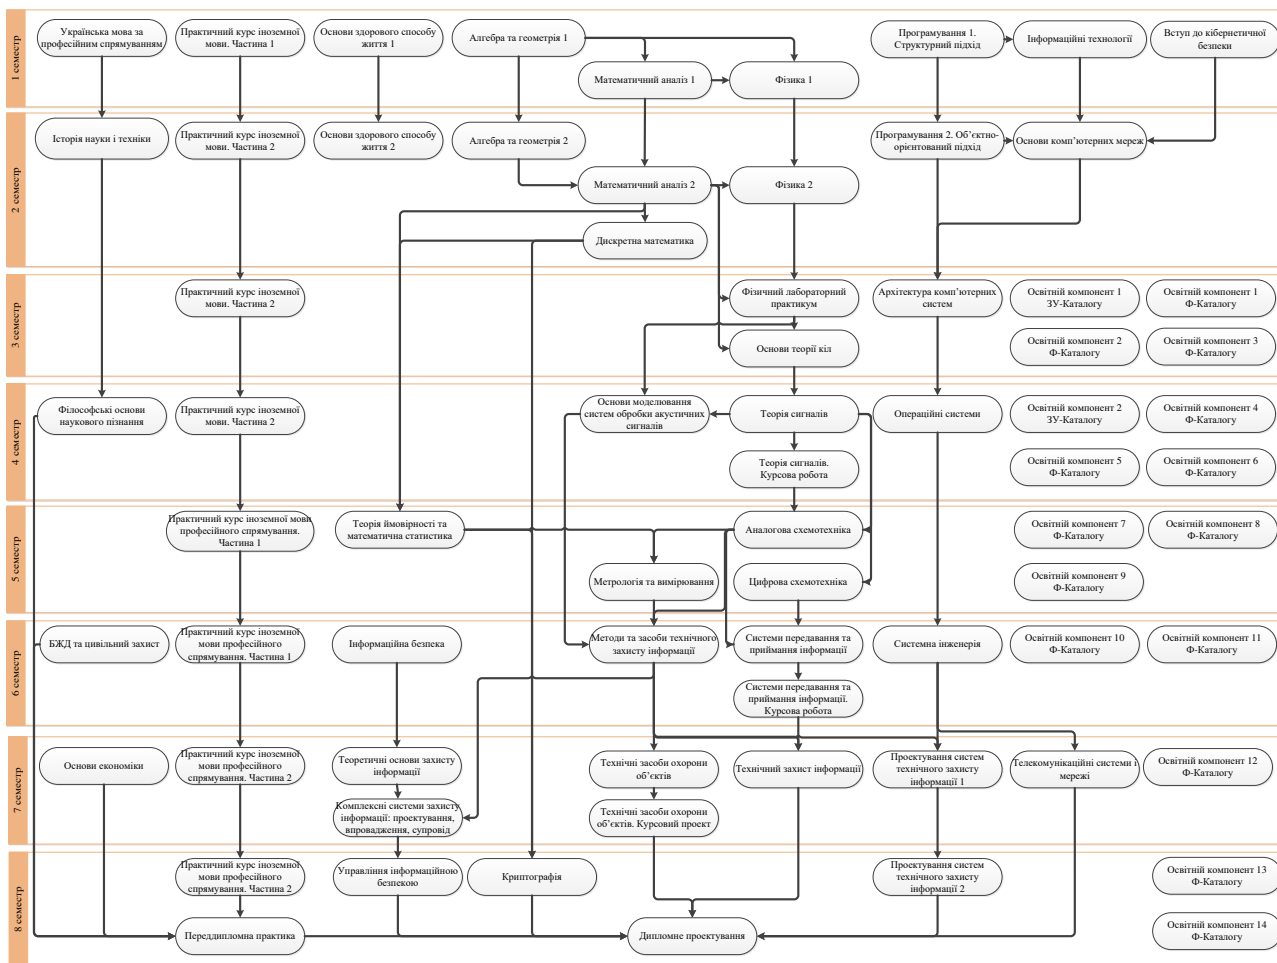 1 семестр
Українська мова за
професійним спрямуванням
Практичний курс іноземної
мови. Частина 1
Основи здорового способу
життя 1
Алгебра та геометрія 1
Математичний аналіз 1
Фізика 1
Програмування 1.
Структурний підхід
Інформаційні технології
Вступ до кібернетичної
безпеки
2 семестр
Історія науки і техніки
Практичний курс іноземної
мови. Частина 2
Основи здорового способу
життя 2
Алгебра та геометрія 2
Математичний аналіз 2
Фізика 2
Дискретна математика
Програмування 2. Об’єктно-
орієнтований підхід
Основи комп’ютерних мереж
3 семестр
Практичний курс іноземної
мови. Частина 2
Фізичний лабораторний
практикум
Основи теорії кіл
Архітектура комп’ютерних
систем
Освітній компонент 1
ЗУ-Каталогу
Освітній компонент 1
Ф-Каталогу
Освітній компонент 2
Ф-Каталогу
Освітній компонент 3
Ф-Каталогу
4 семестр
Філософські основи
наукового пізнання
Практичний курс іноземної
мови. Частина 2
Основи моделювання
систем обробки акустичних
сигналів
Теорія сигналів
Теорія сигналів.
Курсова робота
Операційні системи
Освітній компонент 2
ЗУ-Каталогу
Освітній компонент 4
Ф-Каталогу
Освітній компонент 5
Ф-Каталогу
Освітній компонент 6
Ф-Каталогу
5 семестр
Практичний курс іноземної мови
професійного спрямування.
Частина 1
Теорія ймовірності та
математична статистика
Аналогова схемотехніка
Метрологія та вимірювання
Цифрова схемотехніка
Освітній компонент 7
Ф-Каталогу
Освітній компонент 8
Ф-Каталогу
Освітній компонент 9
Ф-Каталогу
6 семестр
БЖД та цивільний захист
Практичний курс іноземної
мови професійного
спрямування. Частина 1
Інформаційна безпека
Методи та засоби технічного
захисту інформації
Системи передавання та
приймання інформації
Системи передавання та
приймання інформації.
Курсова робота
Системна інженерія
Освітній компонент 10
Ф-Каталогу
Освітній компонент 11
Ф-Каталогу
7 семестр
Основи економіки
Практичний курс іноземної
мови професійного
спрямування. Частина 2
Теоретичні основи захисту
інформації
Комплексні системи захисту
інформації: проектування,
впровадження, супровід
Технічні засоби охорони
об’єктів
Технічні засоби охорони
об’єктів. Курсовий проект
Технічний захист інформації
Проектування систем
технічного захисту
інформації 1
Телекомунікаційні системи і
мережі
Освітній компонент 12
Ф-Каталогу
8 семестр
Практичний курс іноземної
мови професійного
спрямування. Частина 2
Управління інформаційною
безпекою
Криптографія
Проектування систем
технічного захисту
інформації 2
Освітній компонент 13
Ф-Каталогу
Переддипломна практика
Дипломне проектування
Освітній компонент 14
Ф-Каталогу